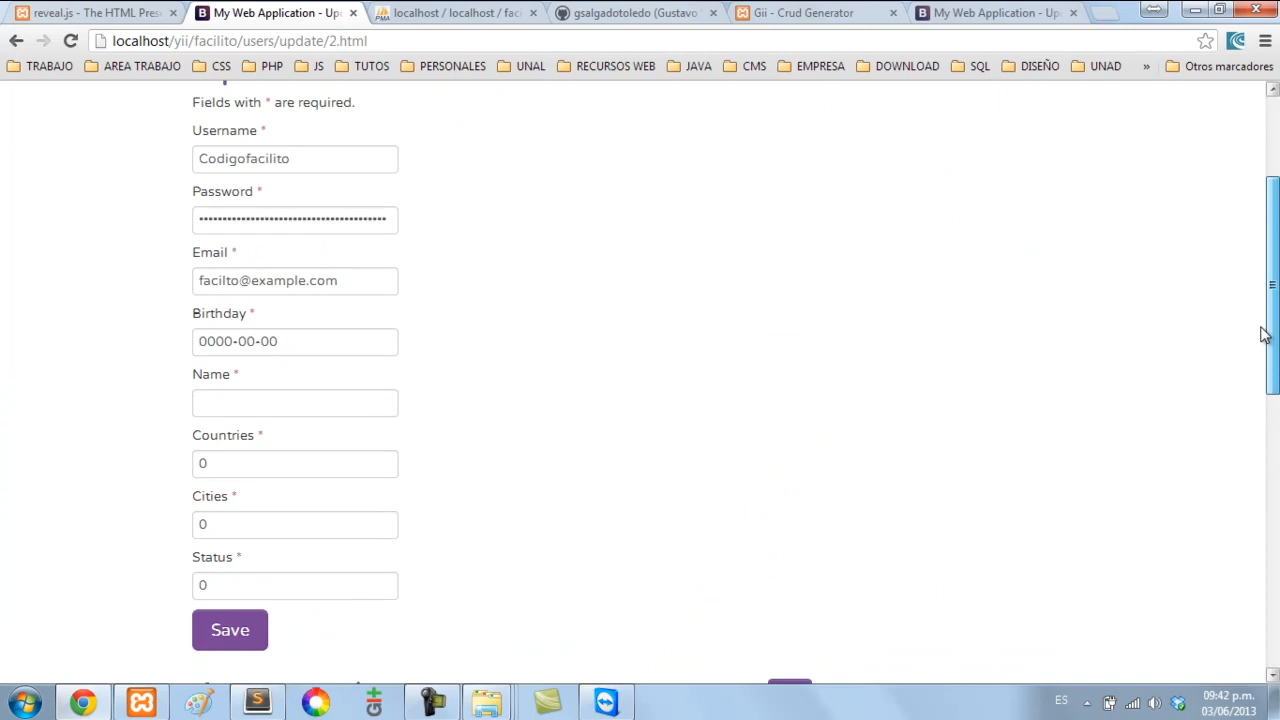 reveal.js - The HTML Pres
My Web Application - Upd
localhost / localhost / faci
gsalgadotoledo (Gustavo
Gii - Crud Generator
My Web Application - Upd
localhost/yii/facilito/users/update/2.html
TRABAJO
AREA TRABAJO
CSS
PHP
JS
TUTOS
PERSONALES
UNAL
RECURSOS WEB
JAVA
CMS
EMPRESA
DOWNLOAD
SQL
DISEÑO
UNAD
»
Otros marcadores
Fields with * are required.
Username *
Codigofacilito
Password *
••••••••••••••••••••••••••••••••••••••••
Email *
facilto@example.com
Birthday *
0000-00-00
Name *
Countries *
0
Cities *
0
Status *
0
Save
ES
09:42 p.m.
03/06/2013